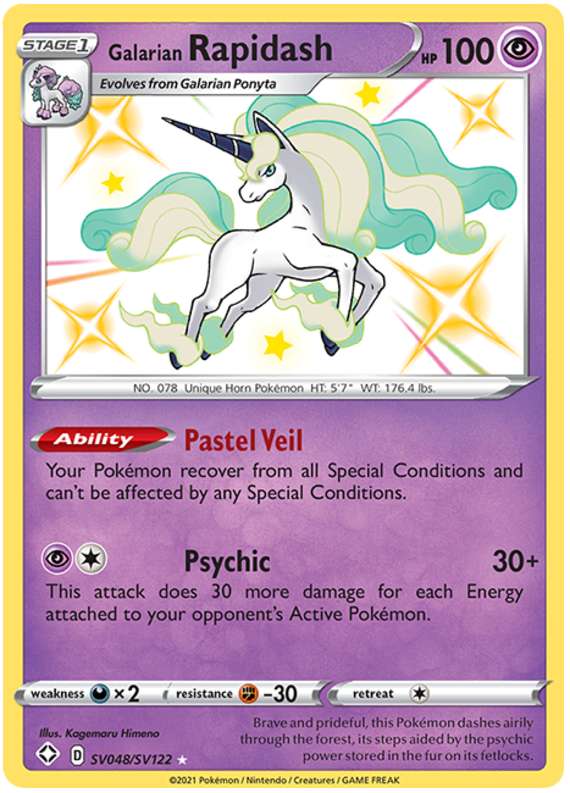 STAGE1
Galarian Rapidash
HP 100
Evolves from Galarian Ponyta
NO. 078 Unique Horn Pokémon HT: 5'7" WT: 176.4 lbs.
Ability Pastel Veil
Your Pokémon recover from all Special Conditions and
can't be affected by any Special Conditions.
Psychic 30+
This attack does 30 more damage for each Energy
attached to your opponent's Active Pokémon.
weakness ×2 resistance -30 retreat
Illus. Kagemaru Himeno
Brave and prideful, this Pokémon dashes airily
through the forest, its steps aided by the psychic
power stored in the fur on its fetlocks.
D SV048/SV122
©2021 Pokémon / Nintendo / Creatures / GAME FREAK